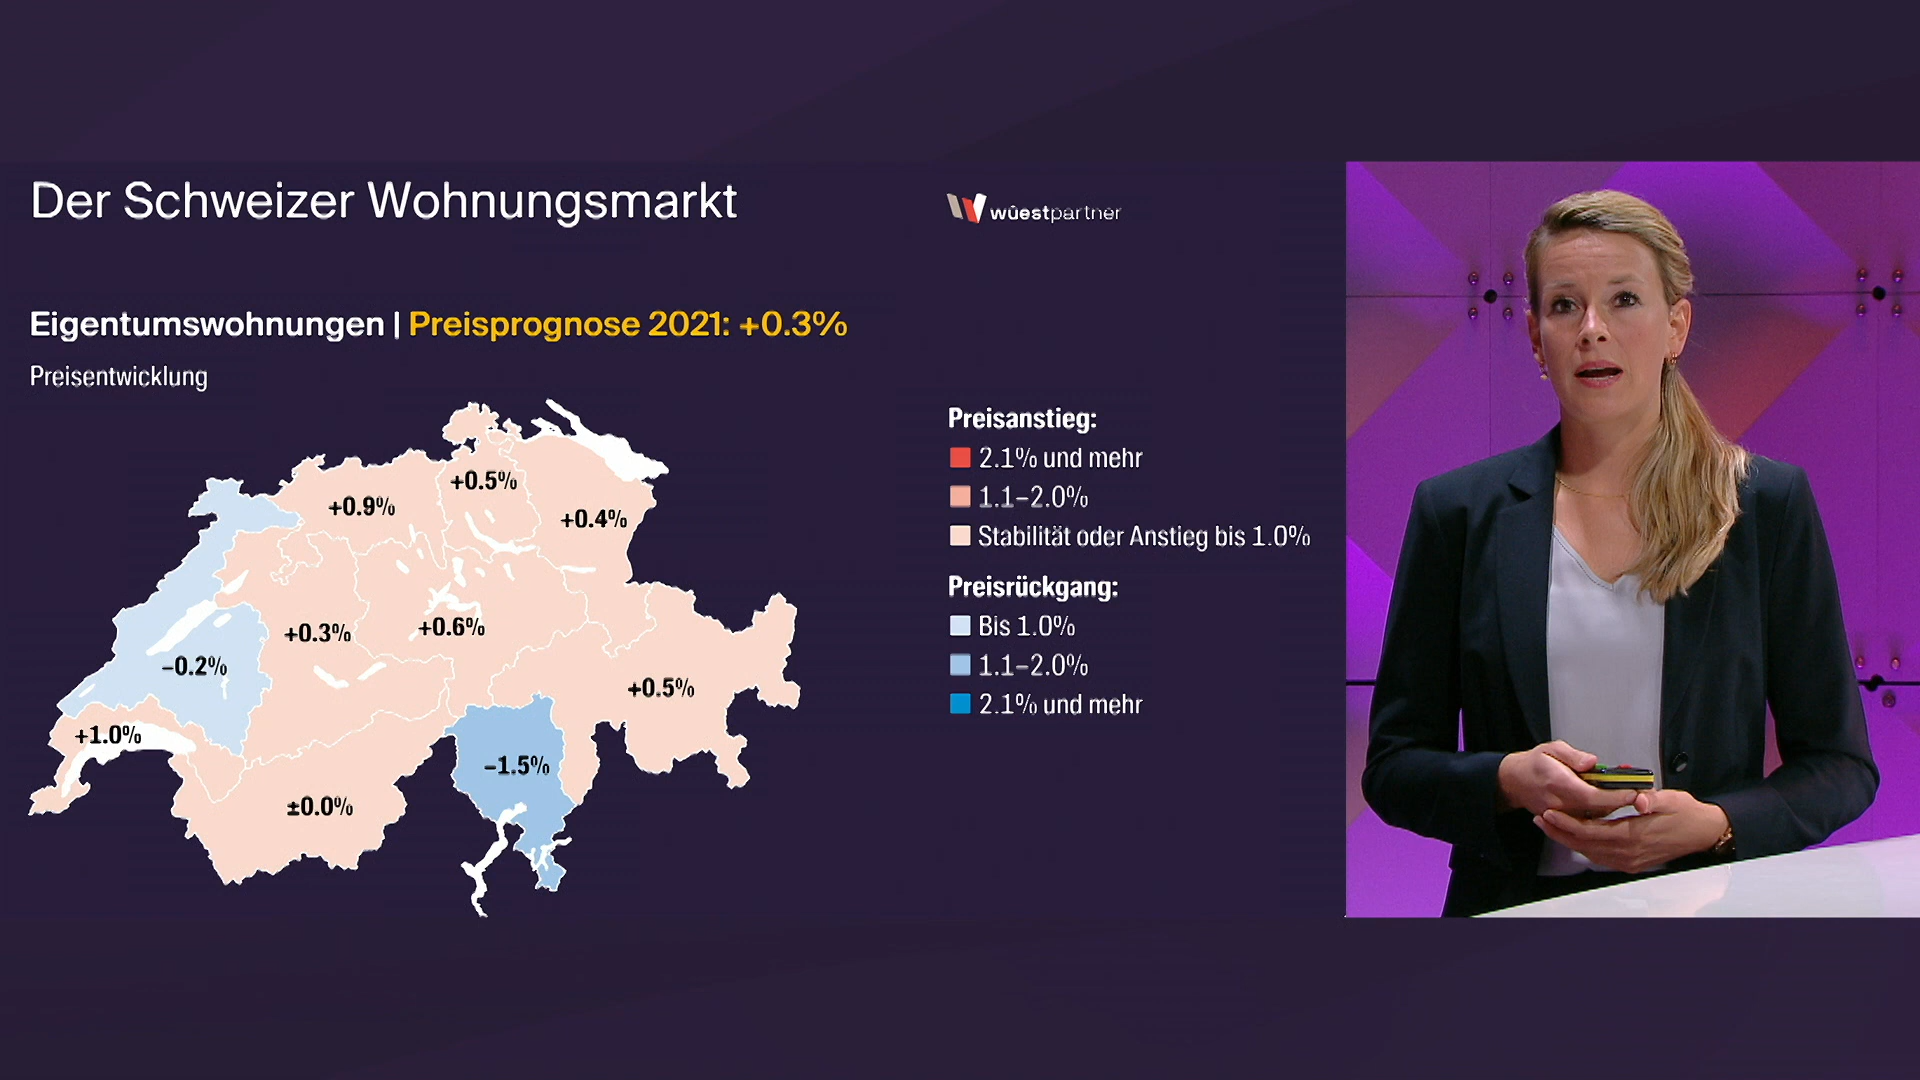 Der Schweizer Wohnungsmarkt
wüestpartner
Eigentumswohnungen | Preisprognose 2021: +0.3%
Preisentwicklung
+0.5%
+0.9%
+0.4%
+0.3%
+0.6%
−0.2%
+0.5%
+1.0%
−1.5%
±0.0%
Preisanstieg:
2.1% und mehr
1.1–2.0%
Stabilität oder Anstieg bis 1.0%
Preisrückgang:
Bis 1.0%
1.1–2.0%
2.1% und mehr